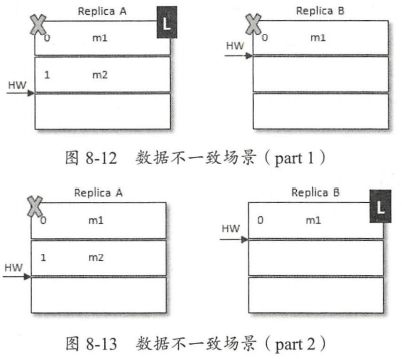 Replica A
Replica B
L
0 m1
0 m1
HW
1 m2
HW
图 8-12 数据不一致场景（part 1）
Replica A
Replica B
L
0 m1
0 m1
HW
1 m2
HW
图 8-13 数据不一致场景（part 2）